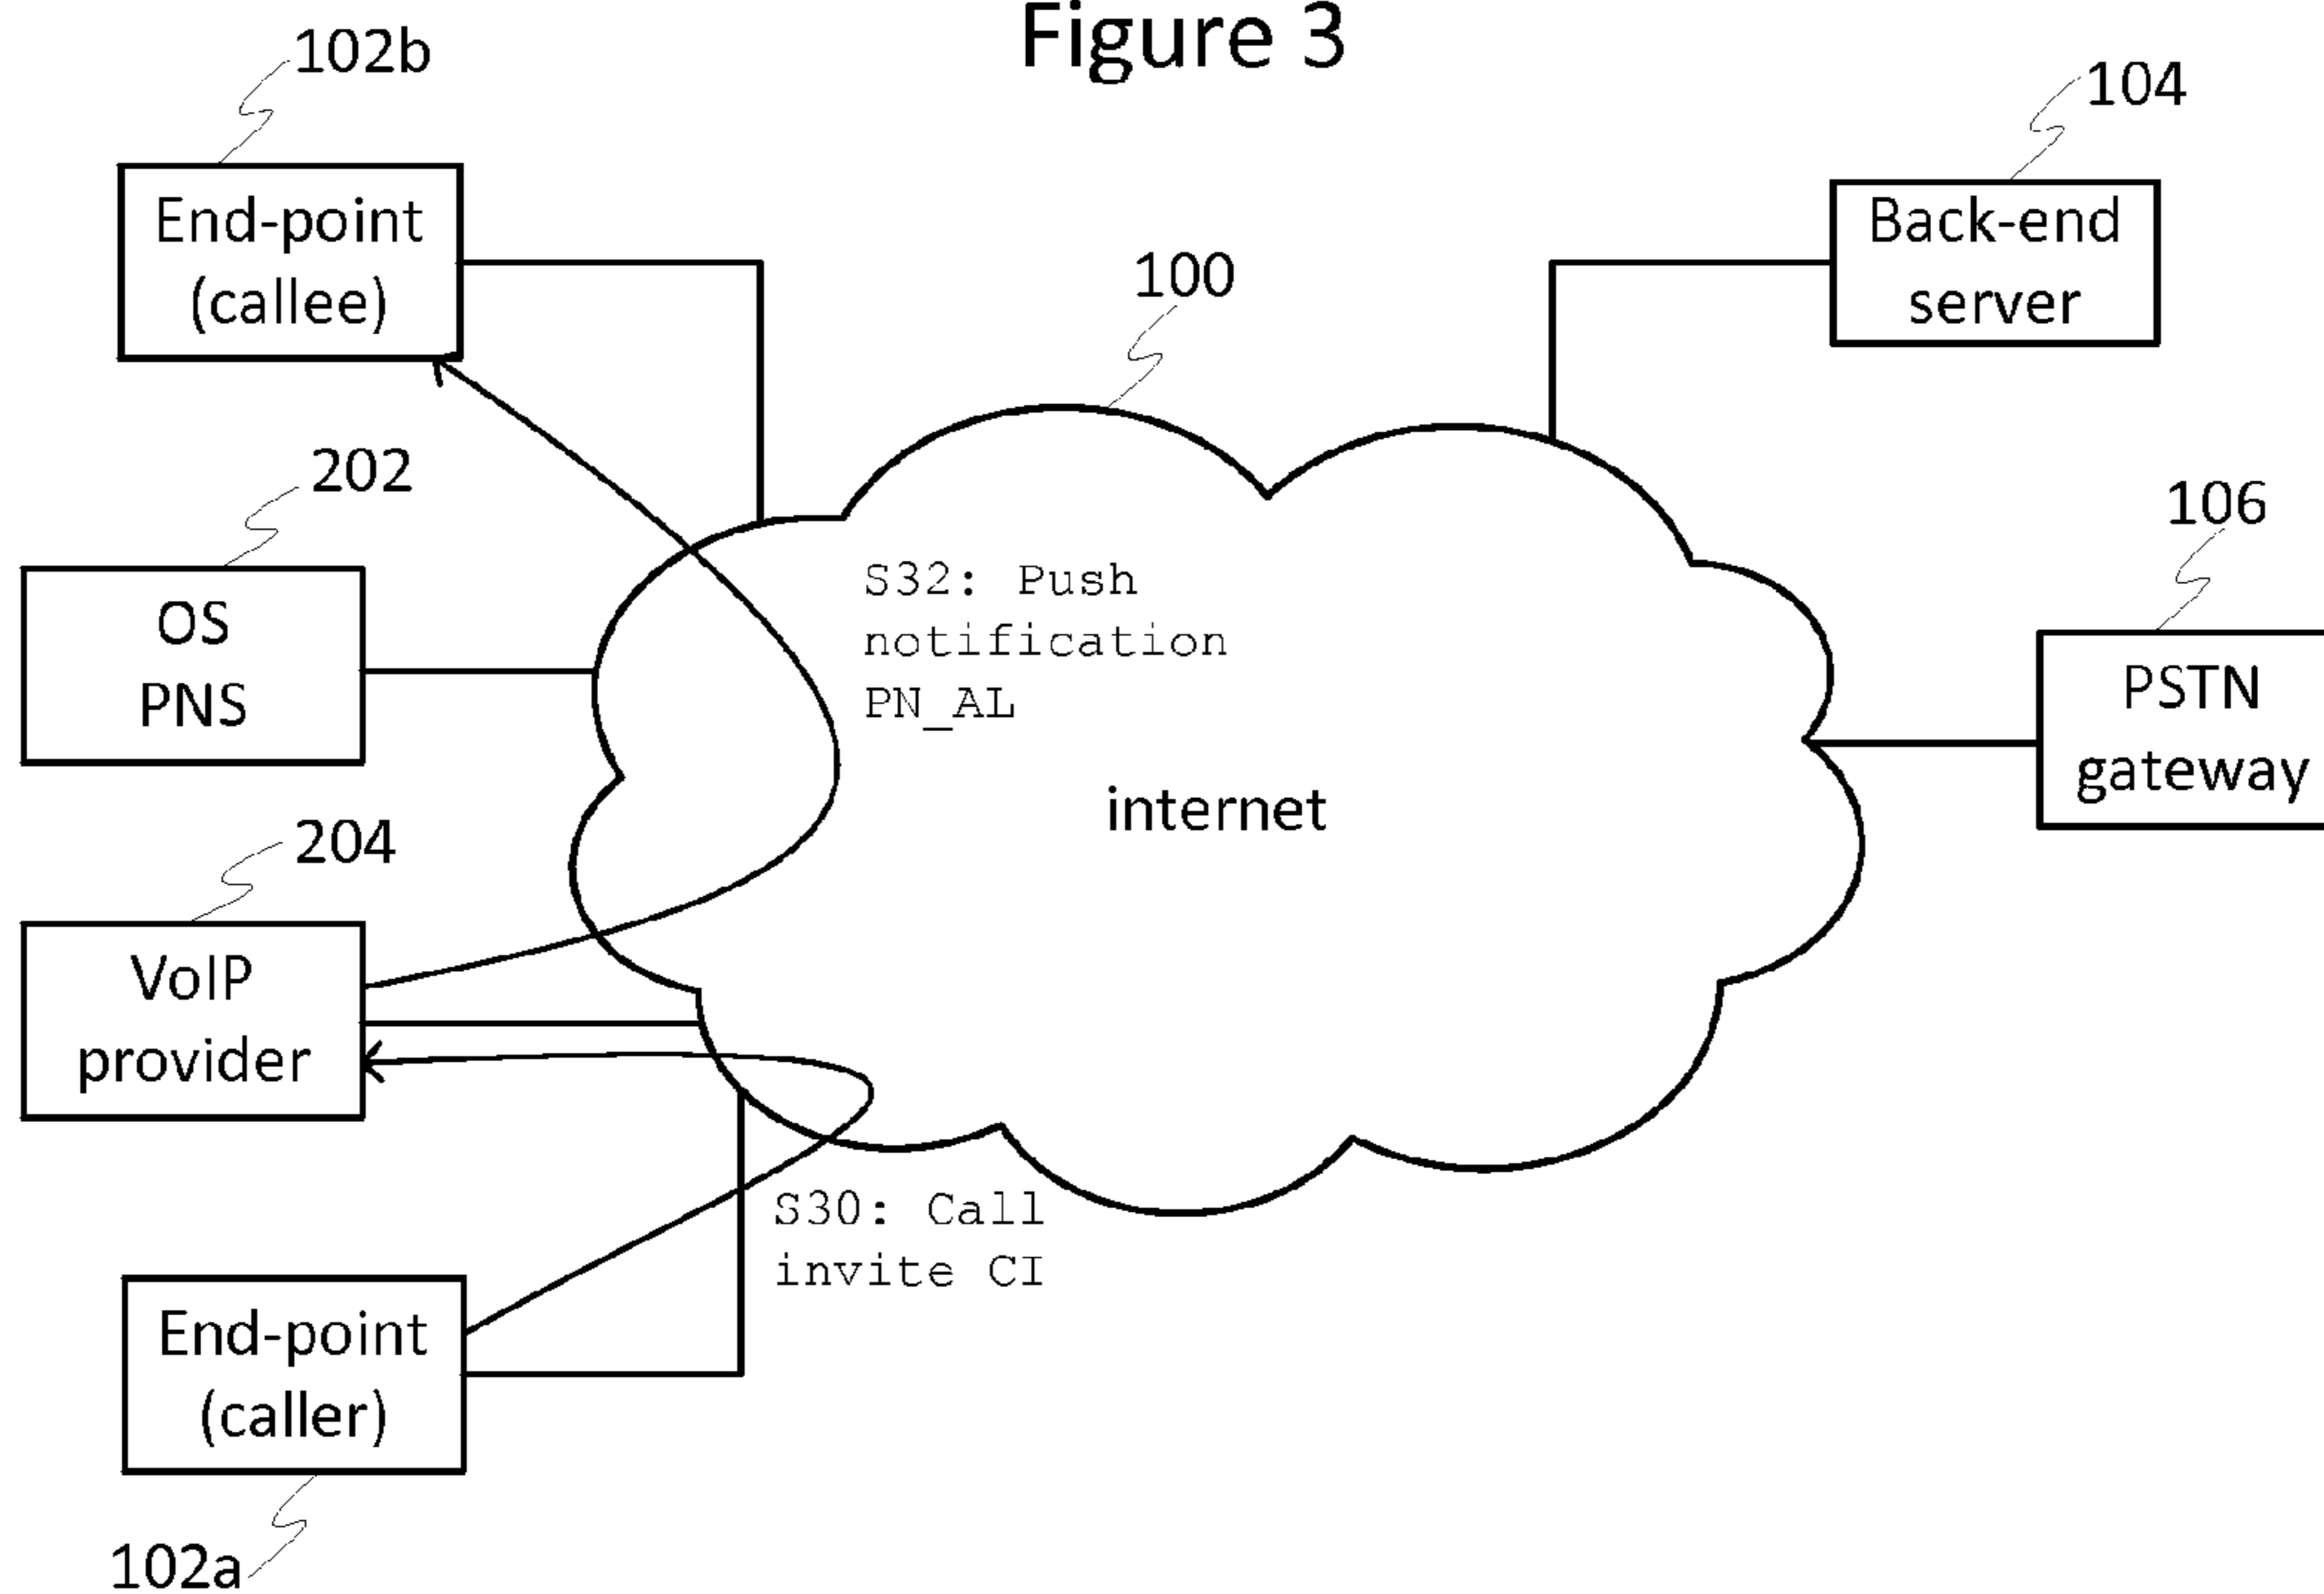 Figure 3
102b
End-point
(callee)
104
Back-end
server
100
202
OS
PNS
S32: Push
notification
PN_AL
106
PSTN
gateway
internet
204
VoIP
provider
S30: Call
invite CI
End-point
(caller)
102a